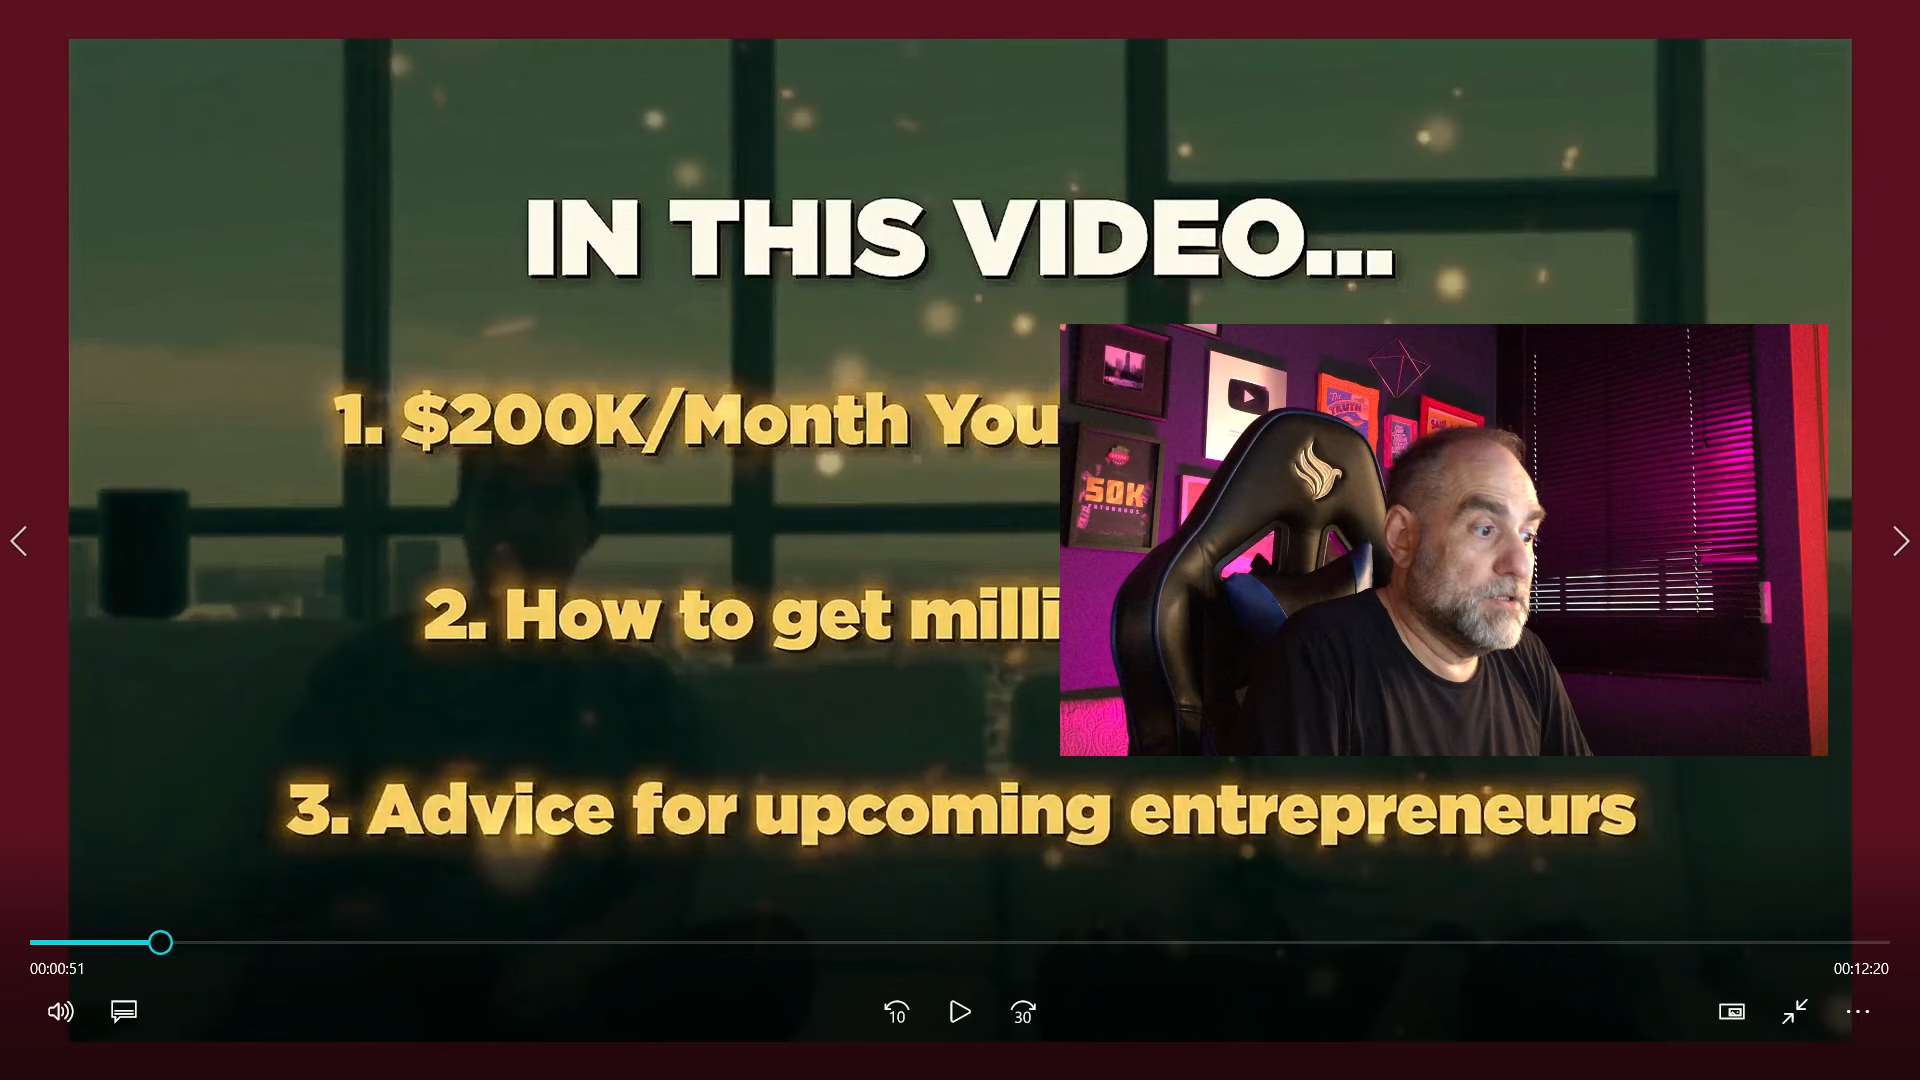 IN THIS VIDEO...
1. $200K/Month You
2. How to get milli
3. Advice for upcoming entrepreneurs
TRUTH
50K
00:00:51
00:12:20
10
30